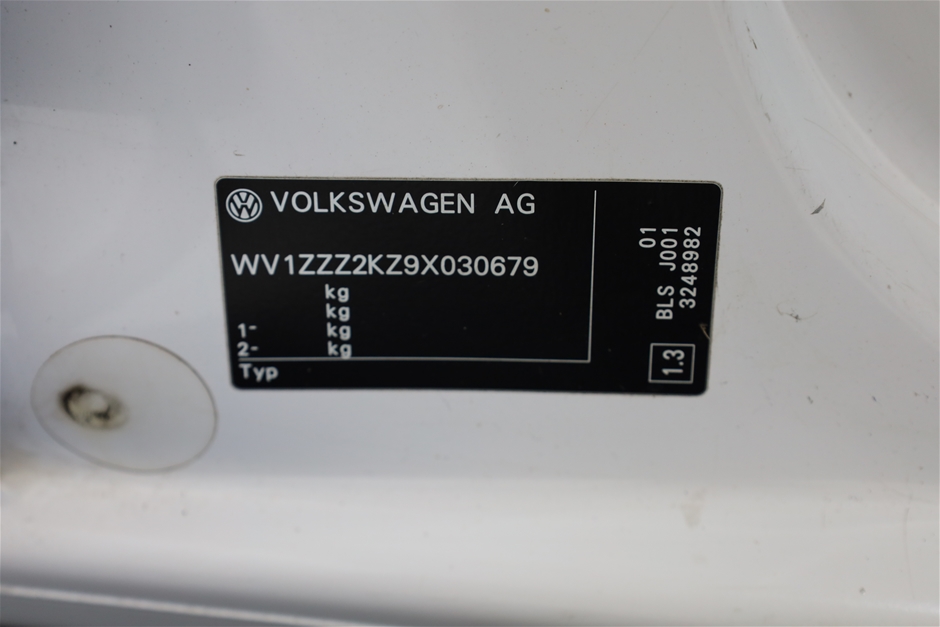 VOLKSWAGEN AG
WV1ZZZ2KZ9X030679
kg
kg
1- kg
2- kg
Typ
01
BLS J001
3248982
1.3